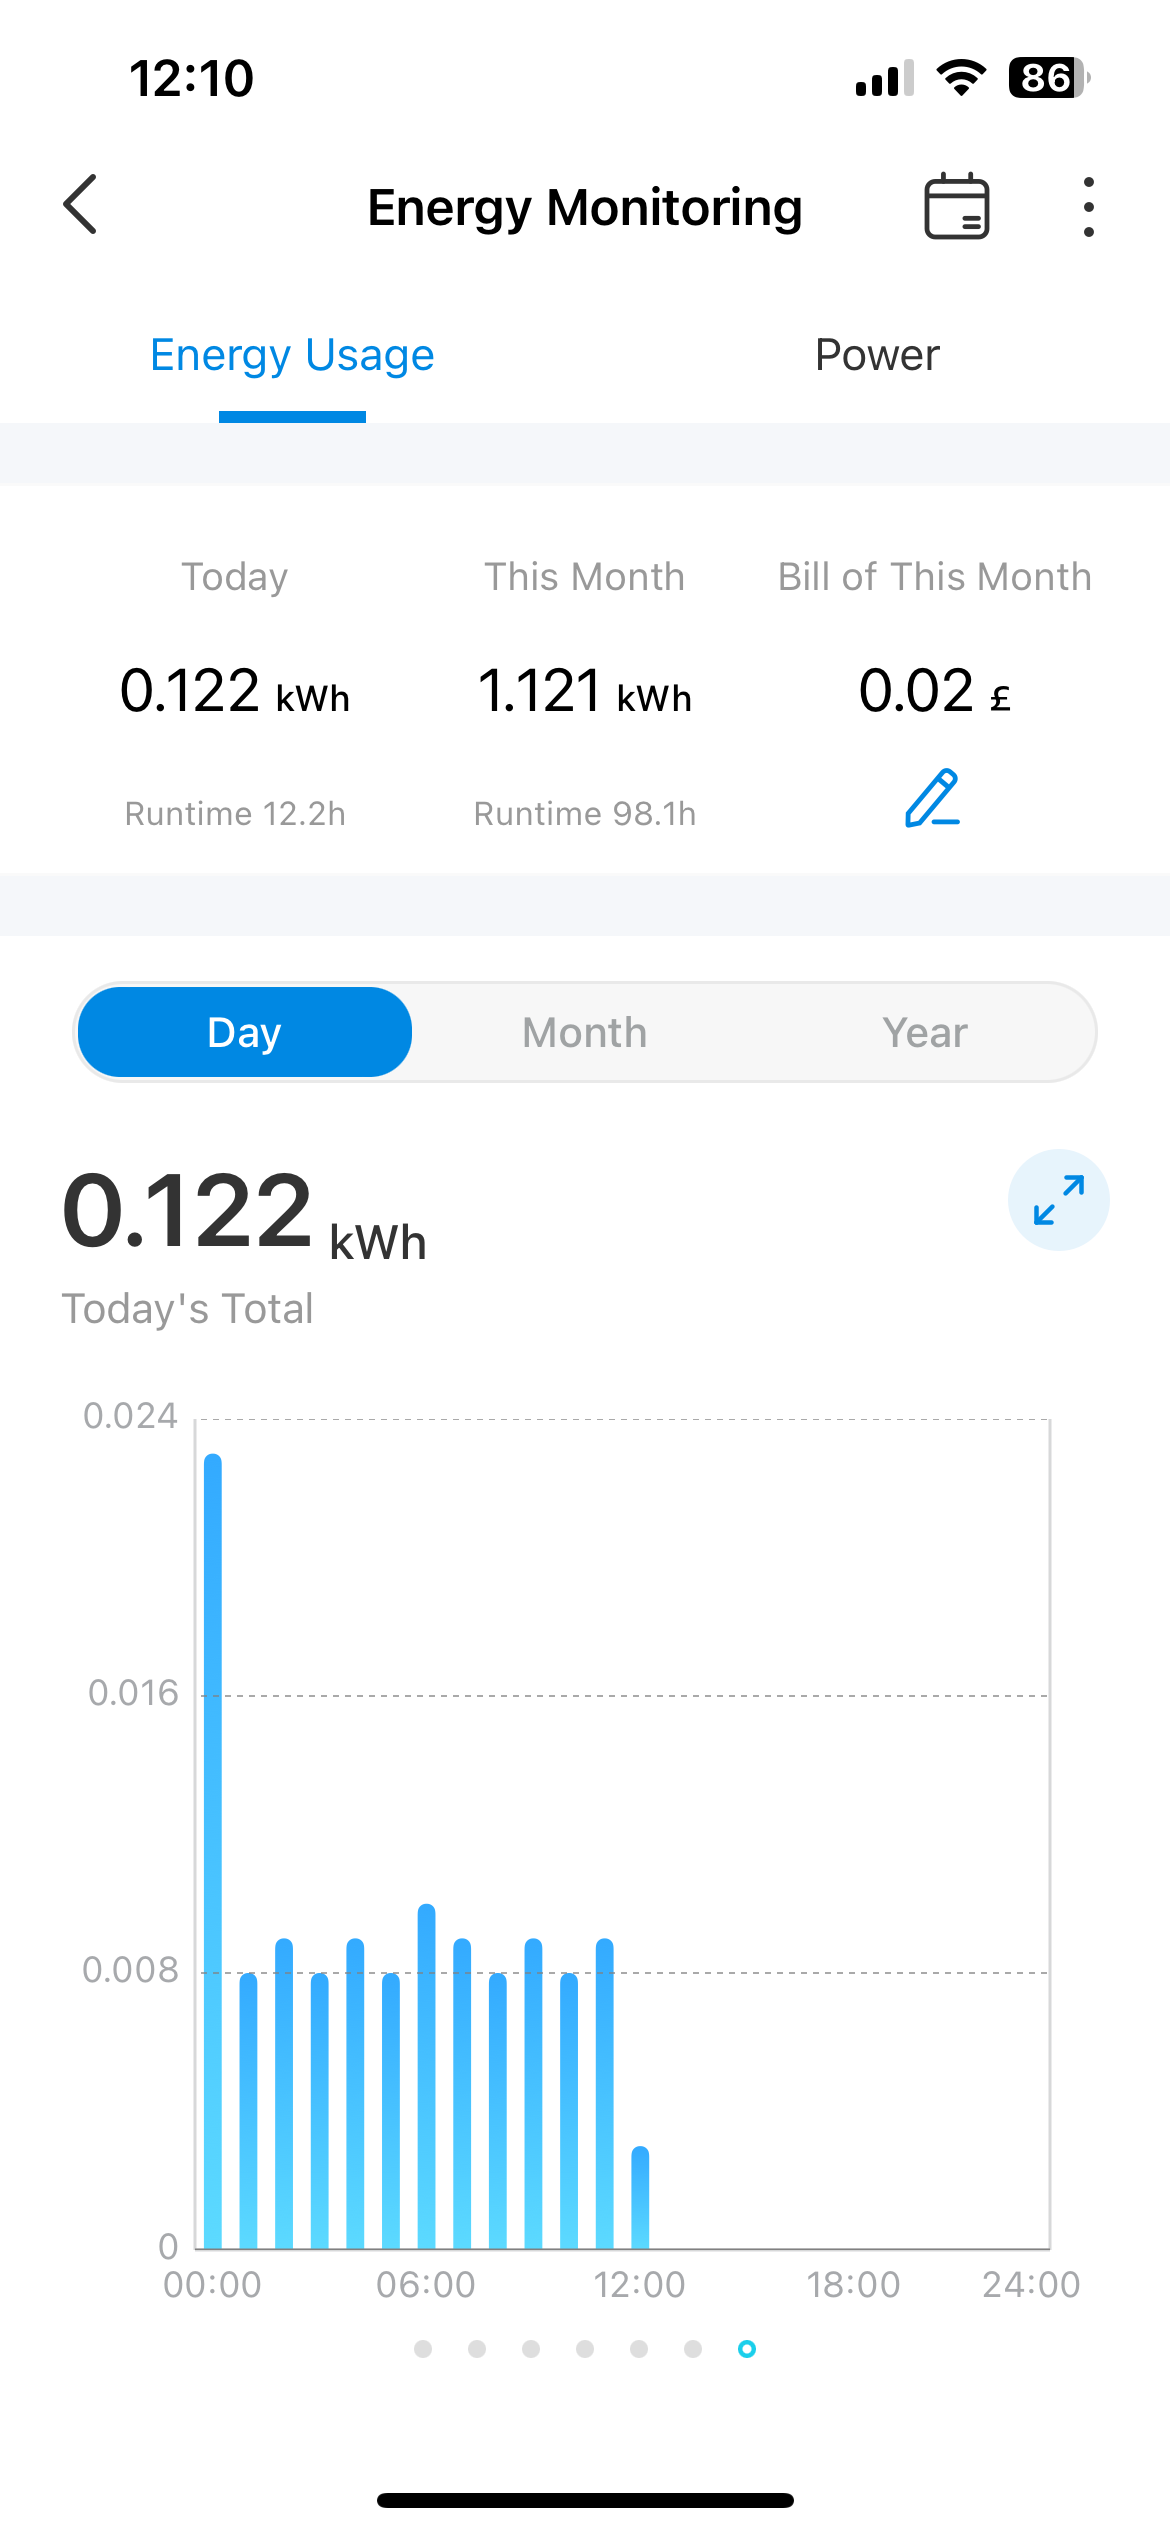 12:10
86
Energy Monitoring
Energy Usage
Power
Today
This Month
Bill of This Month
0.122 kWh
1.121 kWh
0.02 £
Runtime 12.2h
Runtime 98.1h
Day
Month
Year
0.122 kWh
Today's Total
0.024
0.016
0.008
0
00:00
06:00
12:00
18:00
24:00